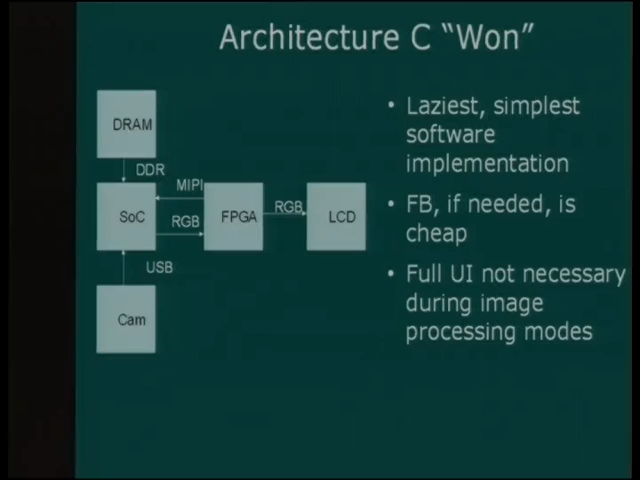 Architecture C “Won”
DRAM
DDR
MIPI
SoC
RGB
FPGA
RGB
LCD
USB
Cam
• Laziest, simplest
software
implementation
• FB, if needed, is
cheap
• Full UI not necessary
during image
processing modes